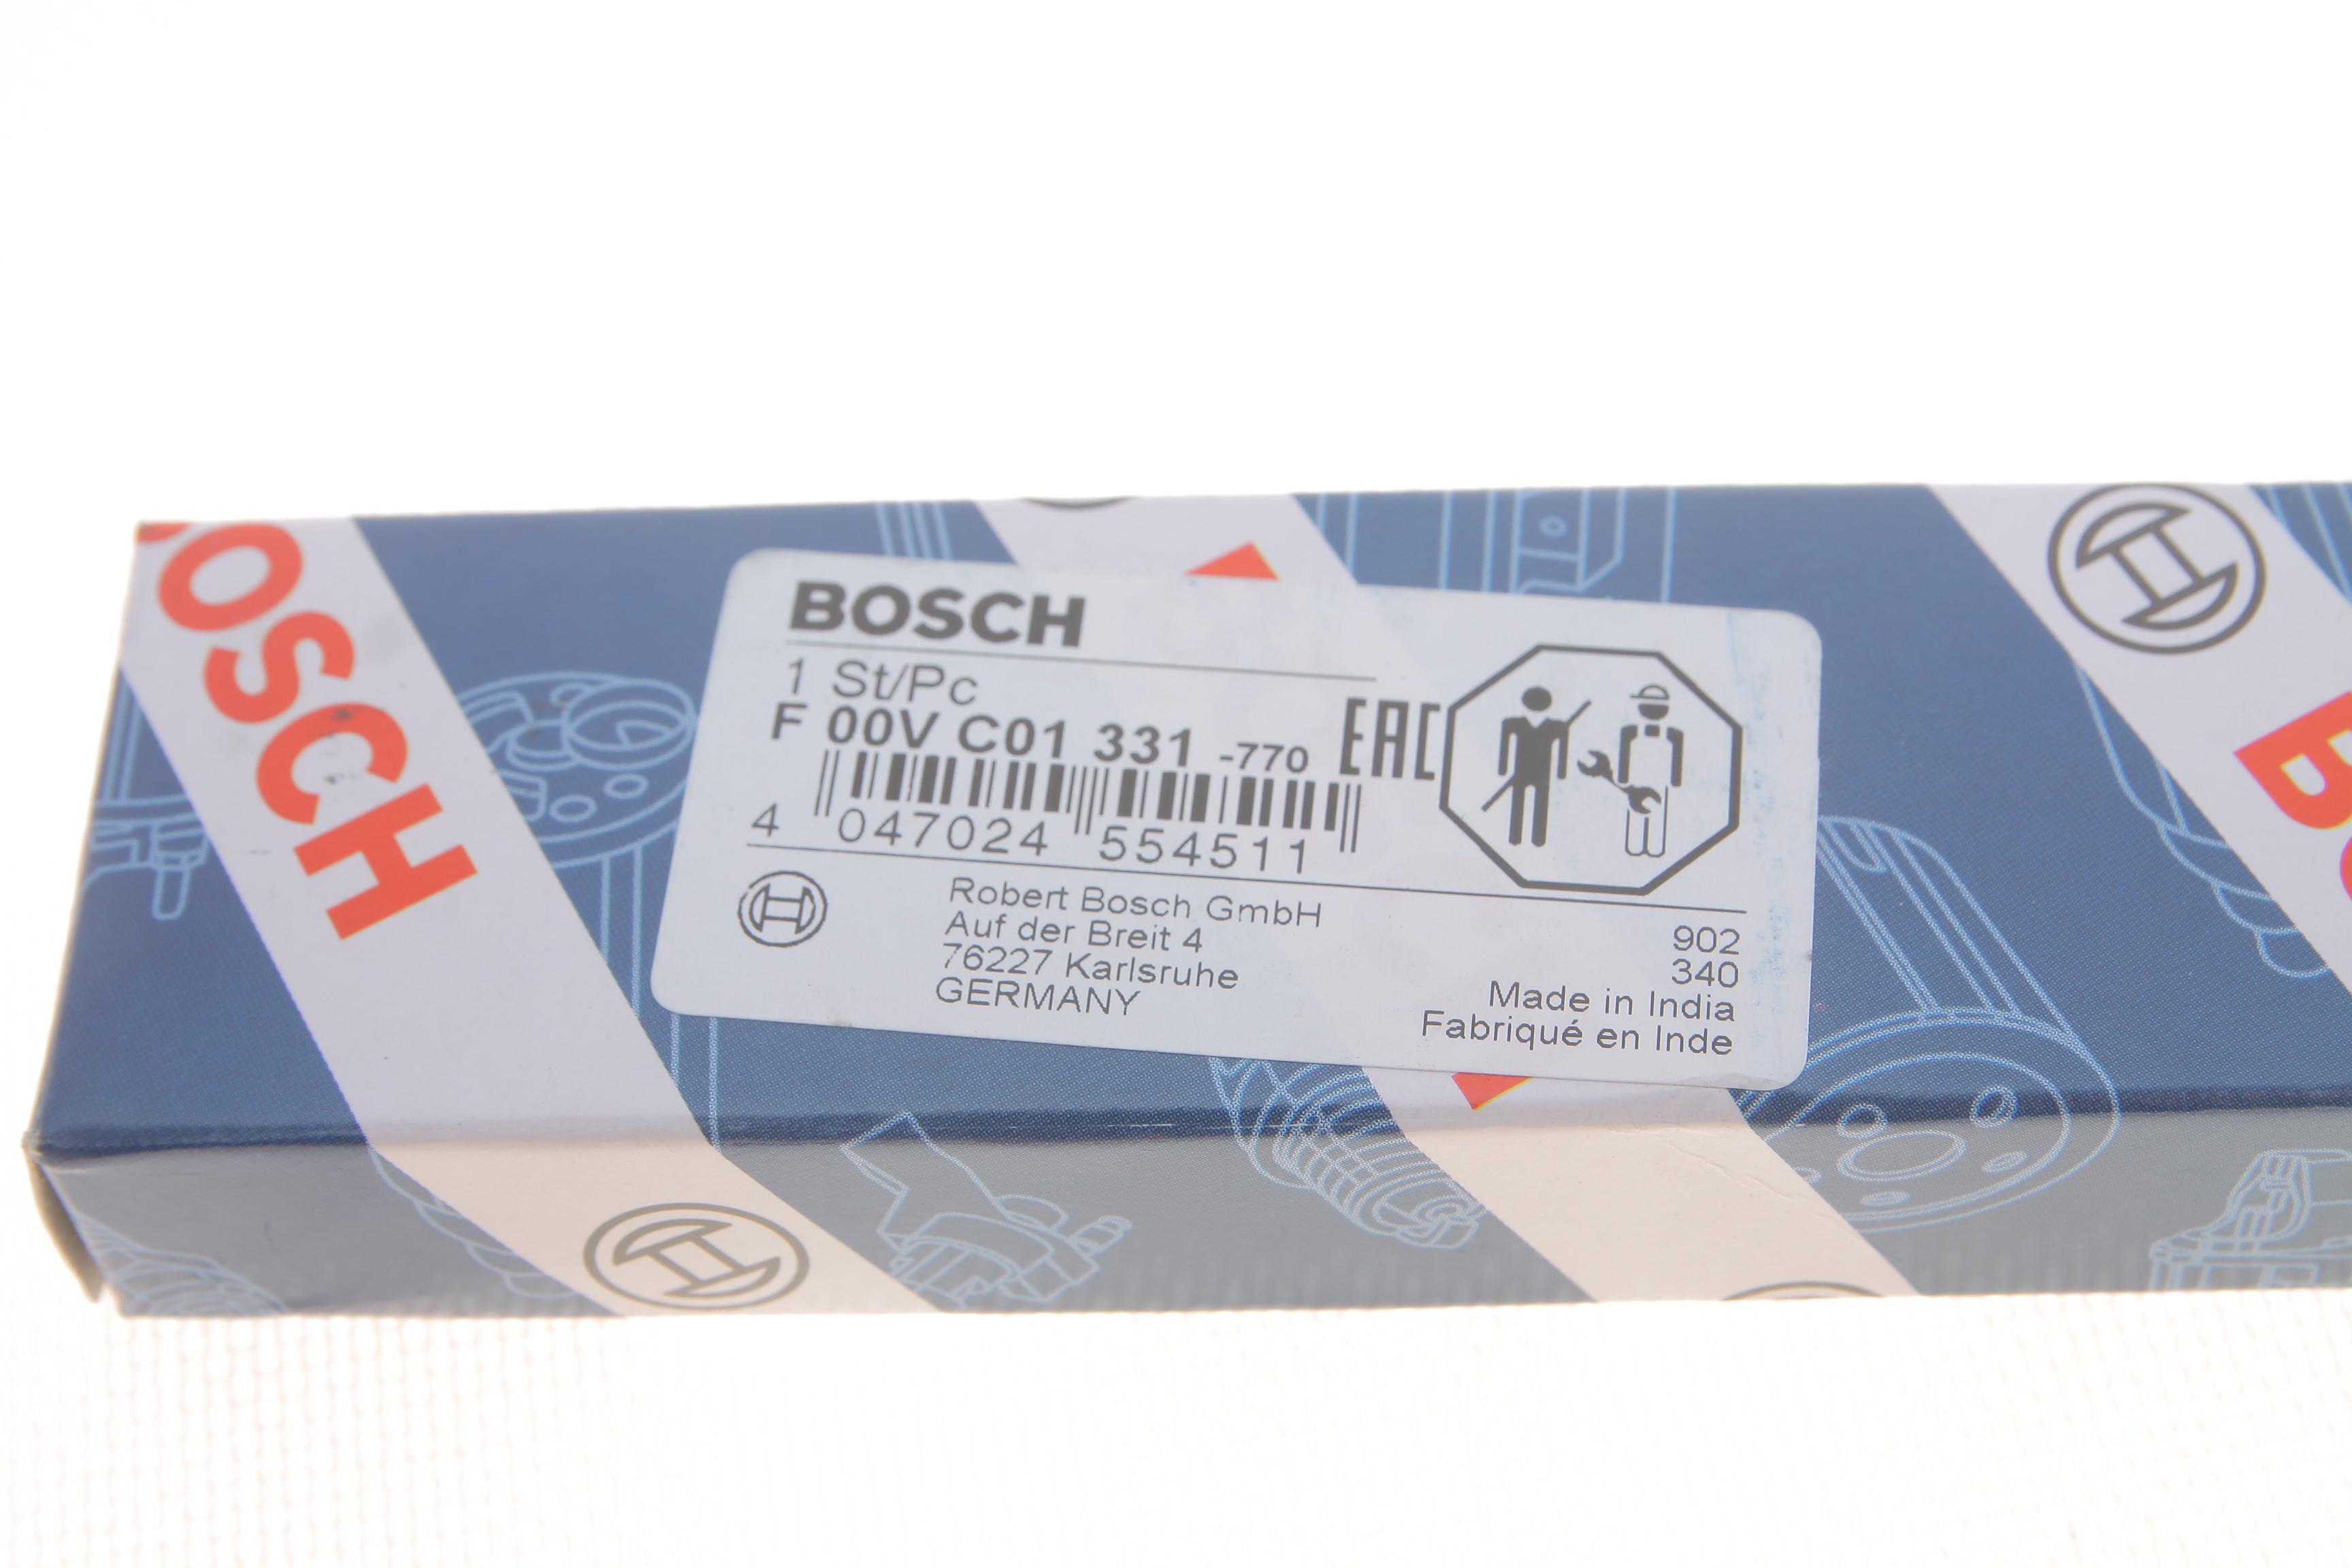 BOSCH
BOSCH
1 St/Pc
F 00V C01 331 -770
EAC
4 047024 554511
Robert Bosch GmbH
Auf der Breit 4
76227 Karlsruhe
GERMANY
902
340
Made in India
Fabriqué en Inde